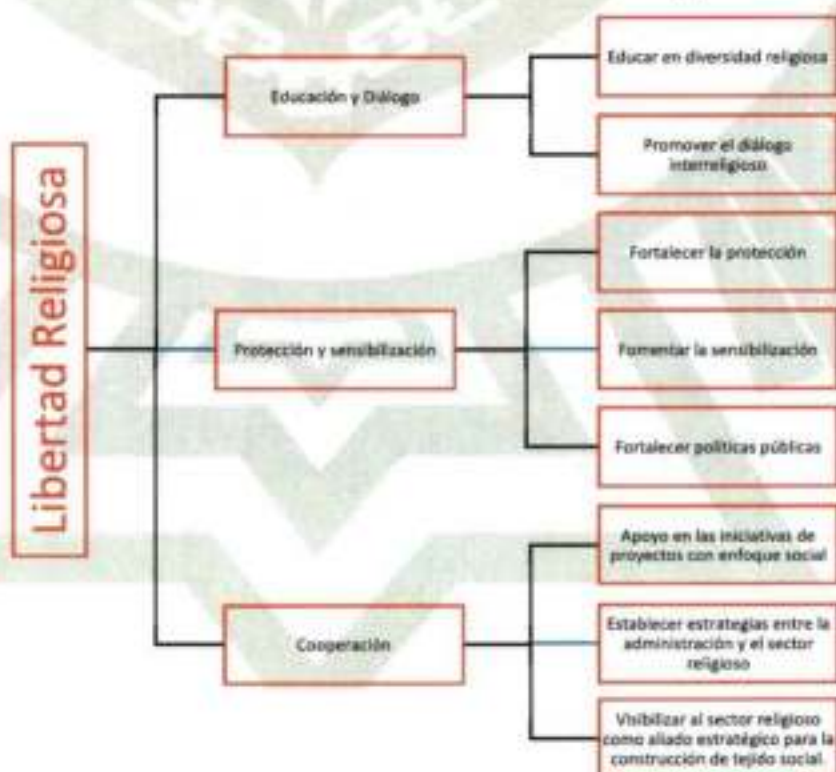 Libertad Religiosa
Educación y Diálogo
Educar en diversidad religiosa
Promover el diálogo
interreligioso
Protección y sensibilización
Fortalecer la protección
Fomentar la sensibilización
Fortalecer políticas públicas
Cooperación
Apoyo en las iniciativas de
proyectos con enfoque social
Establecer estrategias entre la
administración y el sector
religioso
Visibilizar al sector religioso
como aliado estratégico para la
construcción de tejido social.